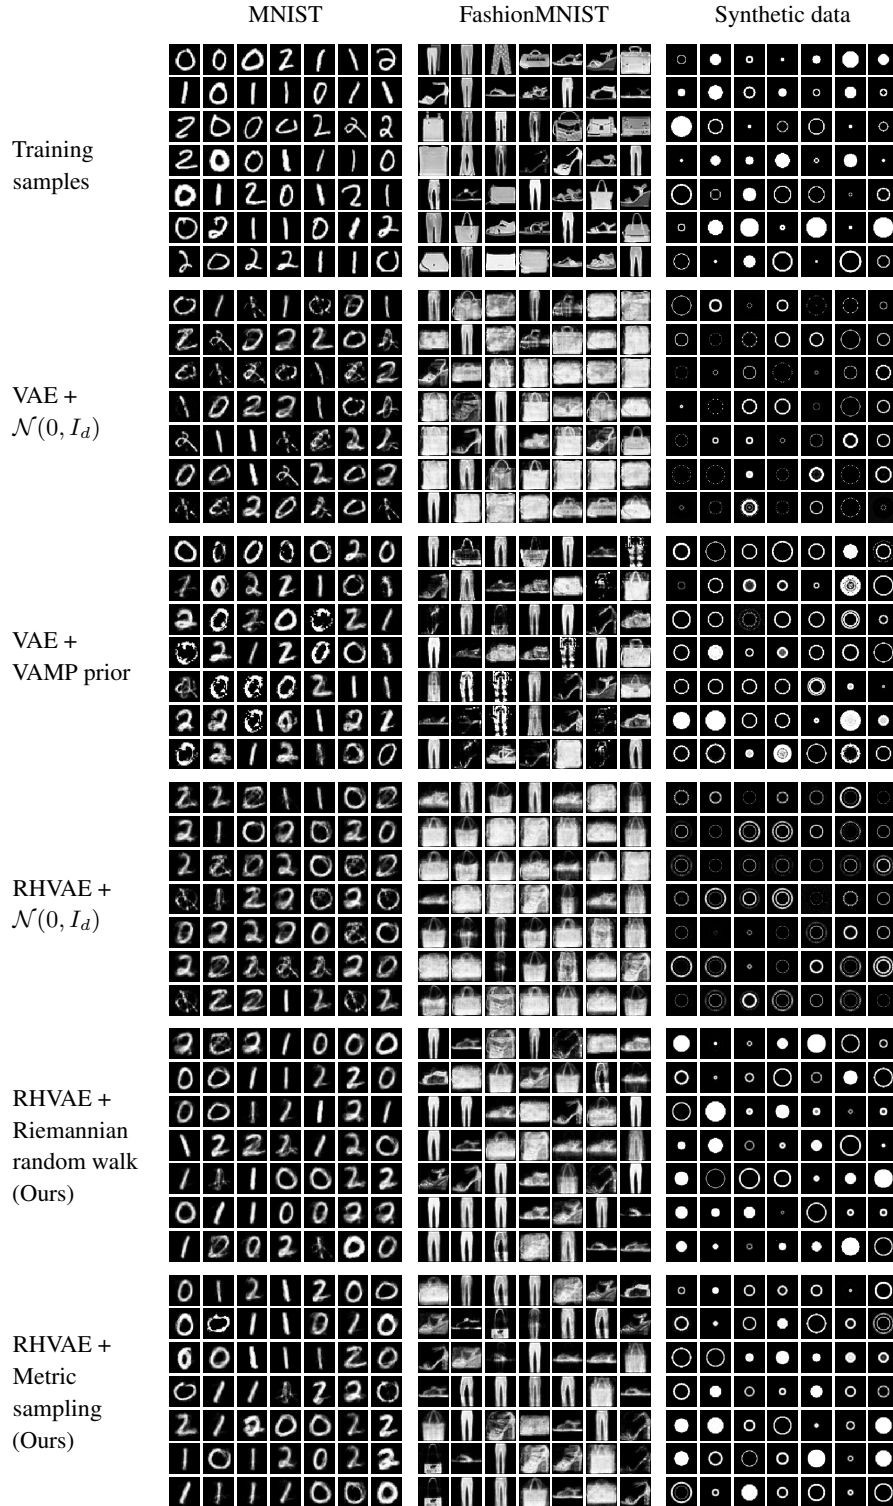 MNIST
FashionMNIST
Synthetic data
Training
samples
VAE +
𝒩(0, I_d)
VAE +
VAMP prior
RHVAE +
𝒩(0, I_d)
RHVAE +
Riemannian
random walk
(Ours)
RHVAE +
Metric
sampling
(Ours)